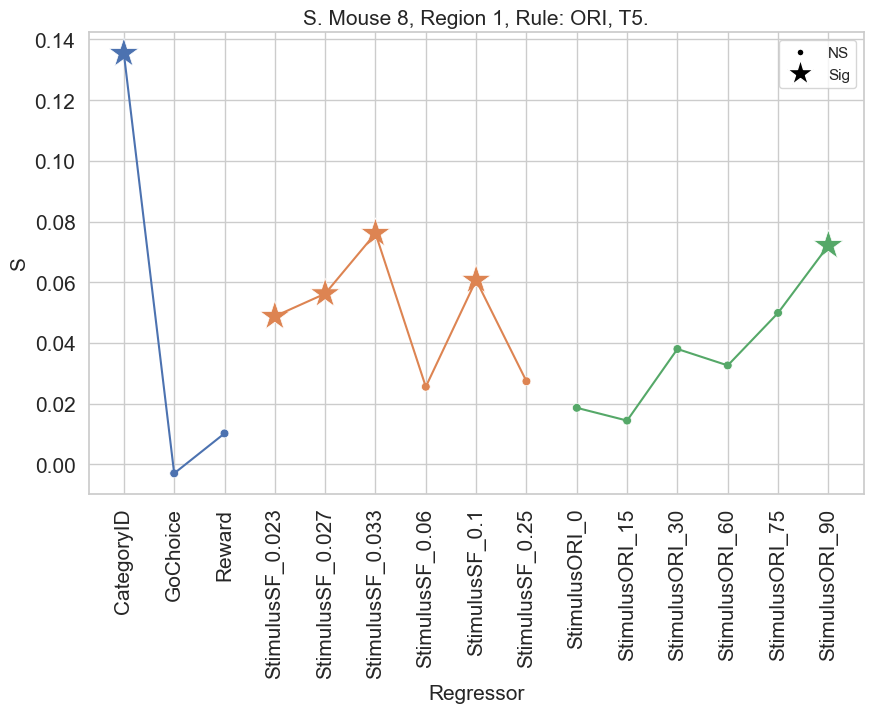 S. Mouse 8, Region 1, Rule: ORI, T5.
NS
Sig
0.14
0.12
0.10
0.08
0.06
0.04
0.02
0.00
S
CategoryID
GoChoice
Reward
StimulusSF_0.023
StimulusSF_0.027
StimulusSF_0.033
StimulusSF_0.06
StimulusSF_0.1
StimulusSF_0.25
StimulusORI_0
StimulusORI_15
StimulusORI_30
StimulusORI_60
StimulusORI_75
StimulusORI_90
Regressor